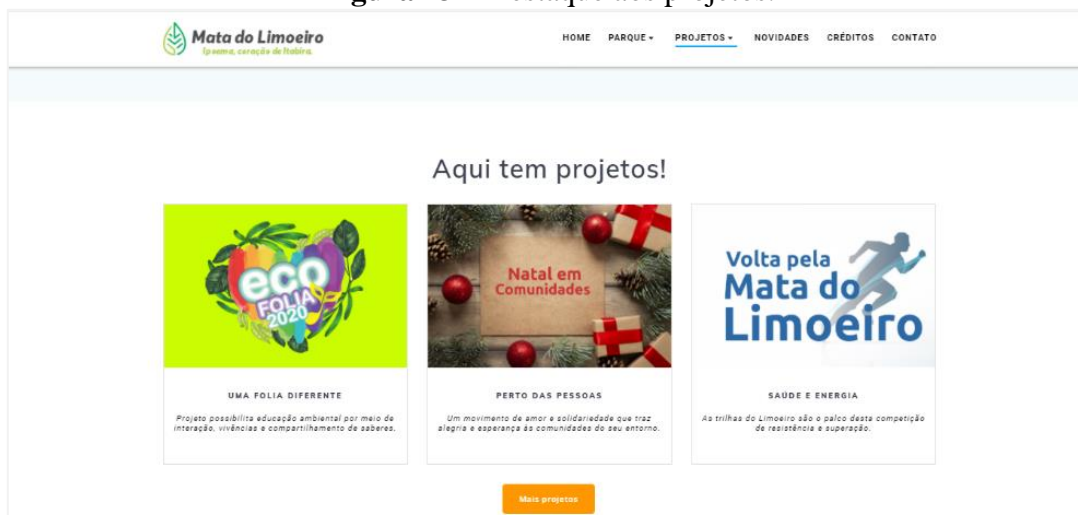 Mata do Limoeiro
Ipoema, coração de Itabira.
HOME PARQUE PROJETOS NOVIDADES CRÉDITOS CONTATO
Aqui tem projetos!
eco
FOLIA
2020
Natal em
Comunidades
Volta pela
Mata do
Limoeiro
UMA FOLIA DIFERENTE
Projeto possibilita educação ambiental por meio de
interação, vivências e compartilhamento de saberes.
PERTO DAS PESSOAS
Um movimento de amor e solidariedade que traz
alegria e esperança às comunidades do seu entorno.
SAÚDE E ENERGIA
As trilhas do Limoeiro são o palco desta competição
de resistência e superação.
Mais projetos